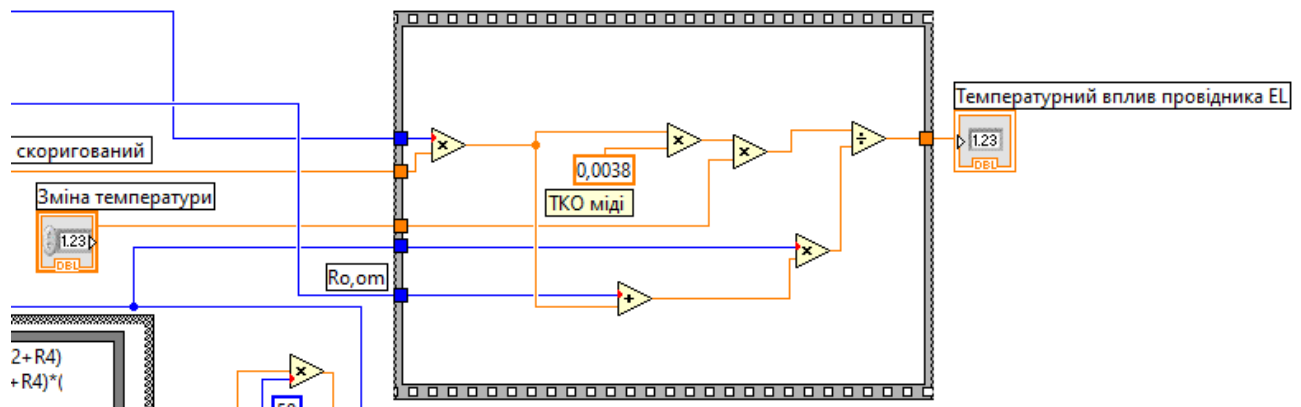 Температурний вплив провідника EL
1.23
DBL
скоригований
0,0038
ТКО міді
Зміна температури
1.23
DBL
Ro,om
2+R4)
+R4)*(